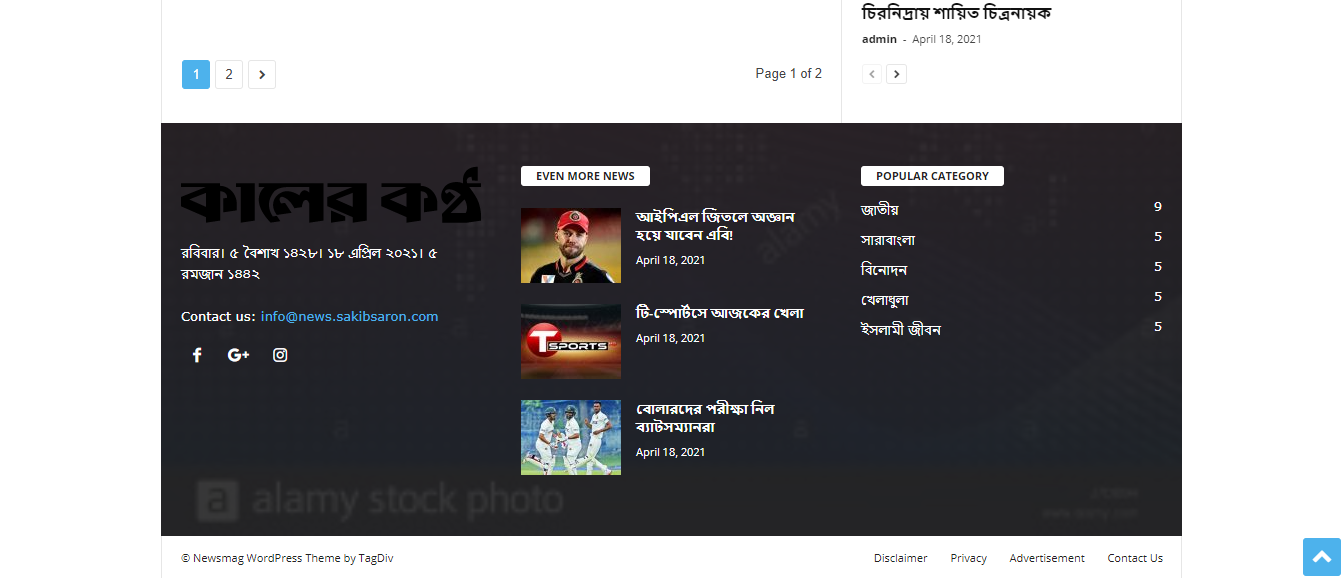 চিরনিদ্রায় শায়িত চিত্রনায়ক
admin - April 18, 2021
1 2
Page 1 of 2
কালের কণ্ঠ
রবিবার। ৫ বৈশাখ ১৪২৮। ১৮ এপ্রিল ২০২১। ৫
রমজান ১৪৪২
Contact us: info@news.sakibsaron.com
f G+
EVEN MORE NEWS
আইপিএল জিতলে অজ্ঞান
হয়ে যাবেন এবি!
April 18, 2021
T SPORTS
টি-স্পোর্টসে আজকের খেলা
April 18, 2021
বোলারদের পরীক্ষা নিল
ব্যাটসম্যানরা
April 18, 2021
POPULAR CATEGORY
জাতীয় 9
সারাবাংলা 5
বিনোদন 5
খেলাধুলা 5
ইসলামী জীবন 5
alamy
a
a
a alamy stock photo
© Newsmag WordPress Theme by TagDiv
Disclaimer Privacy Advertisement Contact Us